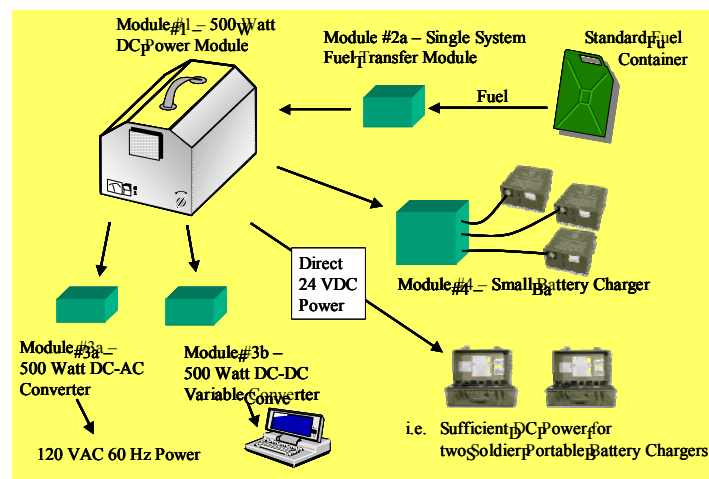 Module #1 – 500 Watt
DC Power Module
Module #2a – Single System
Fuel Transfer Module
Standard Fuel
Container
Fuel
Direct
24 VDC
Power
Module #4 – Small Battery Charger
Module #3a –
500 Watt DC-AC
Converter
Module #3b –
500 Watt DC-DC
Variable Converter
120 VAC 60 Hz Power
i.e. Sufficient DC Power for
two Soldier Portable Battery Chargers